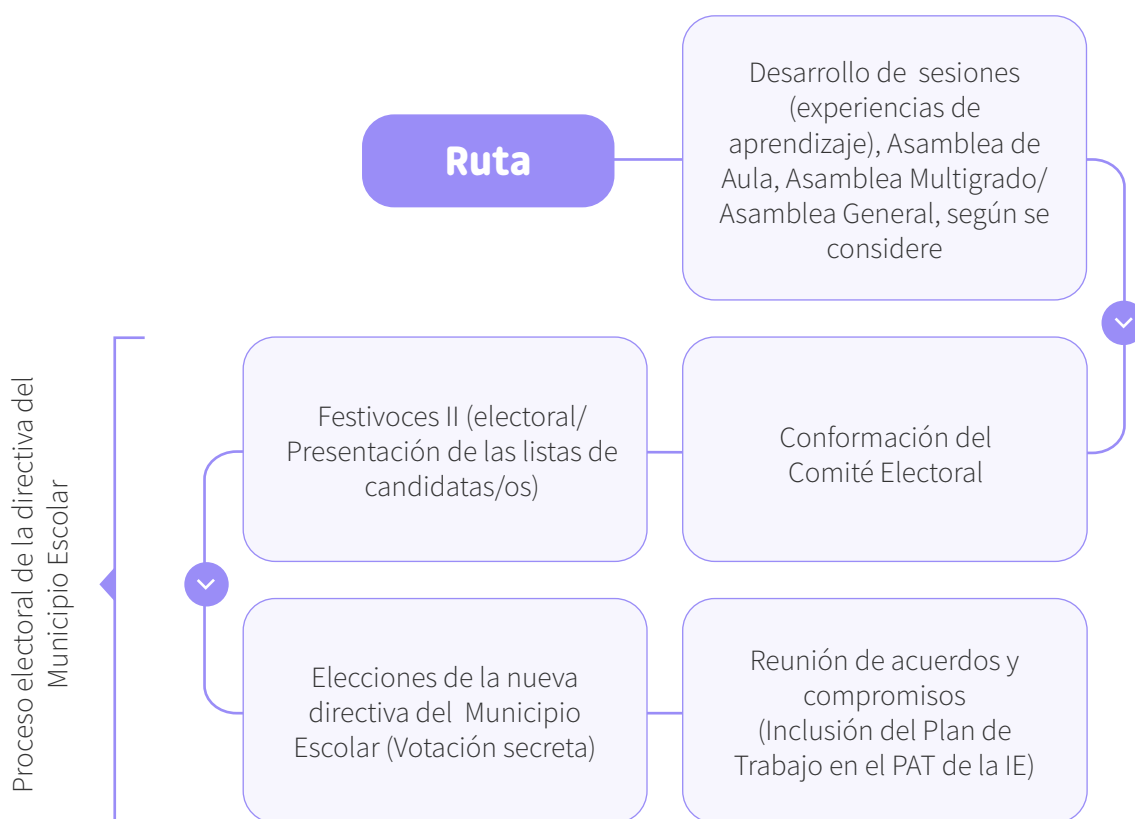 Ruta
Desarrollo de sesiones
(experiencias de
aprendizaje), Asamblea de
Aula, Asamblea Multigrado/
Asamblea General, según se
considere
Proceso electoral de la directiva del
Municipio Escolar
Conformación del
Comité Electoral
Festivoces II (electoral/
Presentación de las listas de
candidatas/os)
Elecciones de la nueva
directiva del Municipio
Escolar (Votación secreta)
Reunión de acuerdos y
compromisos
(Inclusión del Plan de
Trabajo en el PAT de la IE)